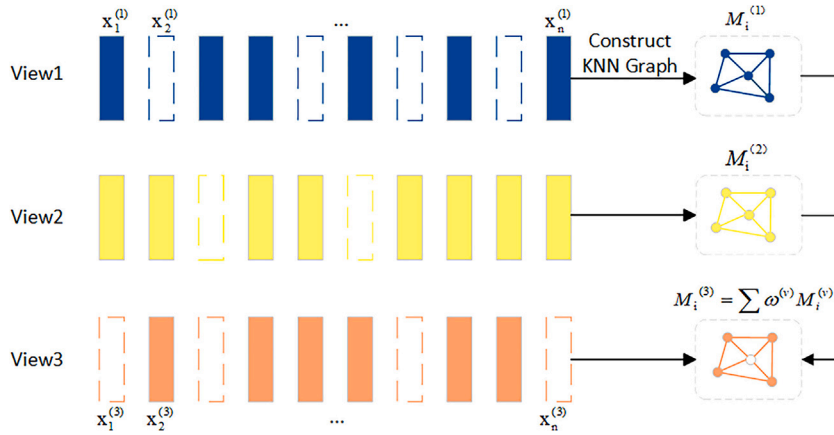 x₁⁽¹⁾ x₂⁽¹⁾ ... xₙ⁽¹⁾ Mᵢ⁽¹⁾
View1
Construct
KNN Graph
Mᵢ⁽²⁾
View2
Mᵢ⁽³⁾ = ∑ ω⁽ᵛ⁾Mᵢ⁽ᵛ⁾
View3
x₁⁽³⁾ x₂⁽³⁾ ... xₙ⁽³⁾